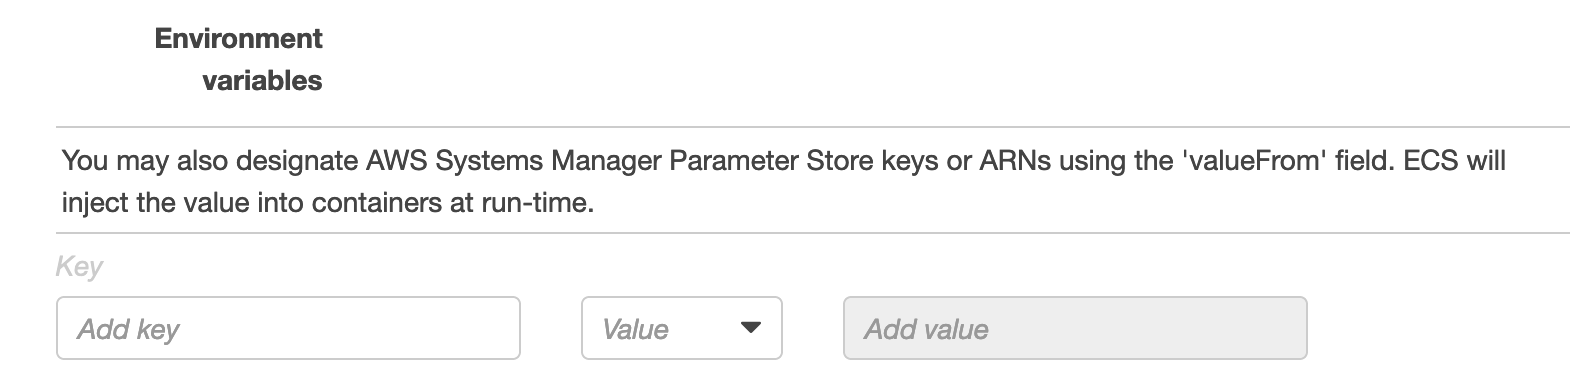 Environment
variables
You may also designate AWS Systems Manager Parameter Store keys or ARNs using the 'valueFrom' field. ECS will
inject the value into containers at run-time.
Key
Add key
Value
Add value